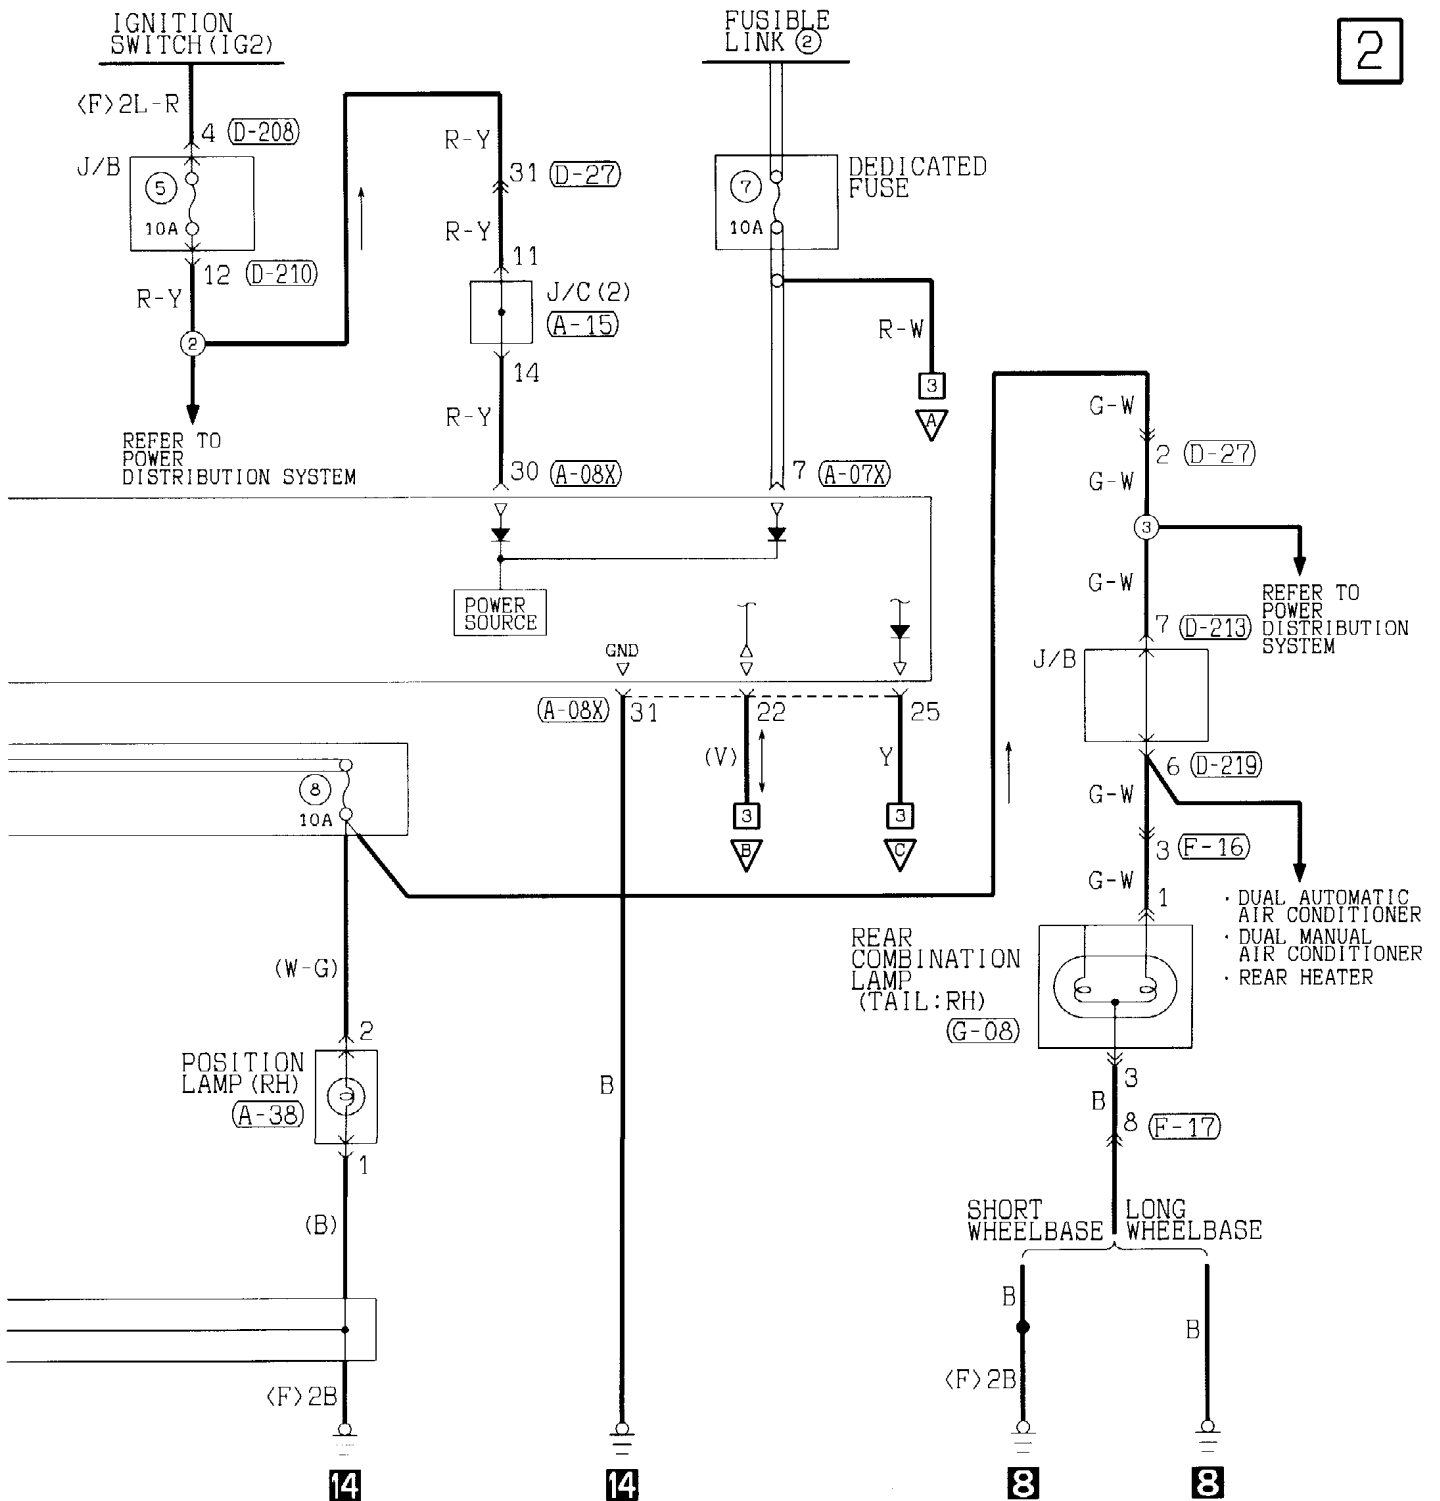 IGNITION
SWITCH(IG2)
FUSIBLE
LINK ②
2
⟨F⟩2L-R
4 D-208
J/B
⑤
10A
12 D-210
R-Y
②
REFER TO
POWER
DISTRIBUTION SYSTEM
R-Y
31 D-27
R-Y
11
J/C(2)
A-15
14
R-Y
30 A-08X
DEDICATED
FUSE
⑦
10A
R-W
3
A
7 A-07X
G-W
2 D-27
G-W
③
G-W
REFER TO
POWER
DISTRIBUTION
SYSTEM
7 D-213
J/B
6 D-219
G-W
3 F-16
G-W
1
· DUAL AUTOMATIC
AIR CONDITIONER
· DUAL MANUAL
AIR CONDITIONER
· REAR HEATER
POWER
SOURCE
GND
A-08X 31
22
25
(V)
Y
3
B
3
C
⑧
10A
(W-G)
2
POSITION
LAMP(RH)
A-38
1
(B)
⟨F⟩2B
14
B
14
REAR
COMBINATION
LAMP
(TAIL:RH)
G-08
3
B
8 F-17
SHORT
WHEELBASE
LONG
WHEELBASE
B
B
⟨F⟩2B
8
8